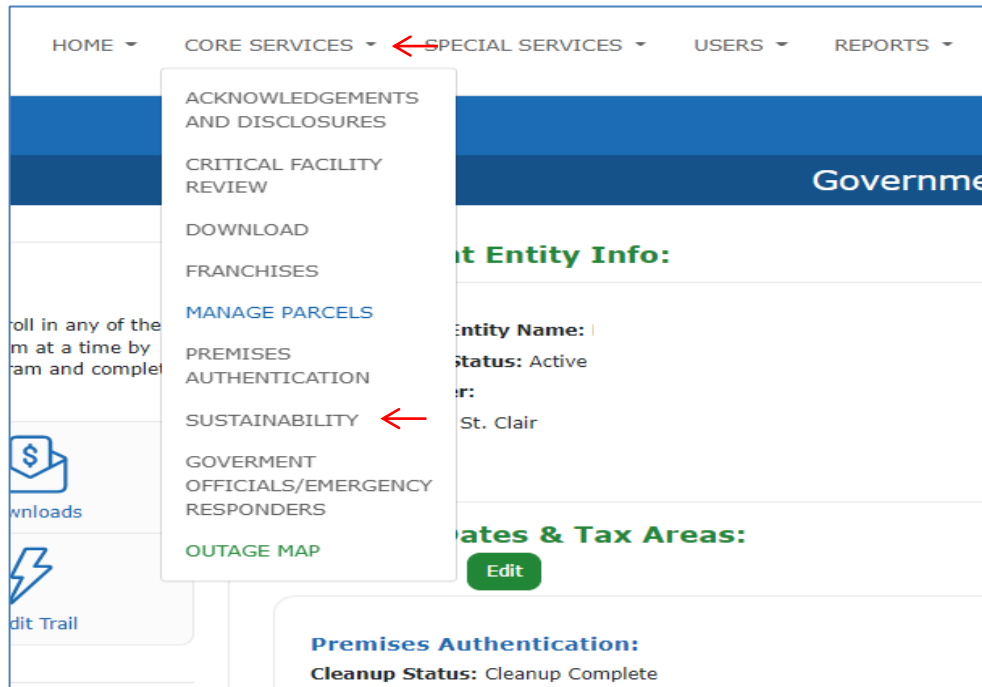 HOME CORE SERVICES SPECIAL SERVICES USERS REPORTS
ACKNOWLEDGEMENTS
AND DISCLOSURES
CRITICAL FACILITY
REVIEW
DOWNLOAD
FRANCHISES
MANAGE PARCELS
PREMISES
AUTHENTICATION
SUSTAINABILITY
GOVERMENT
OFFICIALS/EMERGENCY
RESPONDERS
OUTAGE MAP
roll in any of the
m at a time by
ram and complet
wnloads
dit Trail
Governme
t Entity Info:
Entity Name:
Status: Active
er:
St. Clair
Dates & Tax Areas:
Edit
Premises Authentication:
Cleanup Status: Cleanup Complete